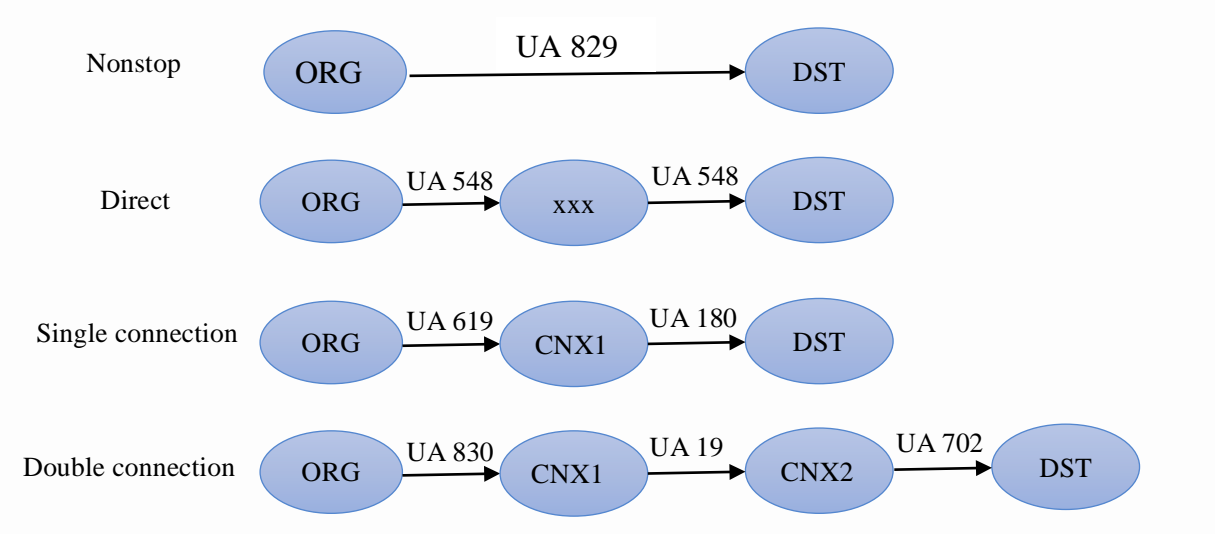 Nonstop
ORG
UA 829
DST
Direct
ORG
UA 548
xxx
UA 548
DST
Single connection
ORG
UA 619
CNX1
UA 180
DST
Double connection
ORG
UA 830
CNX1
UA 19
CNX2
UA 702
DST